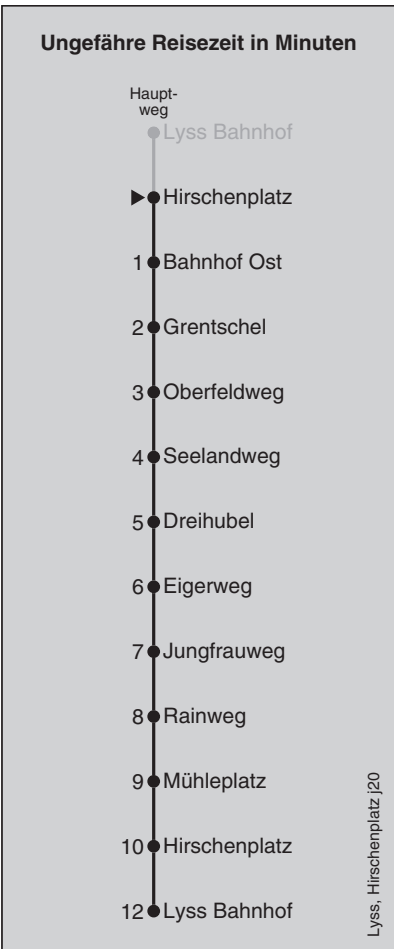 Ungefähre Reisezeit in Minuten
Haupt-
weg
Lyss Bahnhof
Hirschenplatz
1 Bahnhof Ost
2 Grentschel
3 Oberfeldweg
4 Seelandweg
5 Dreihubel
6 Eigerweg
7 Jungfrauweg
8 Rainweg
9 Mühleplatz
10 Hirschenplatz
12 Lyss Bahnhof
Lyss, Hirschenplatz j20